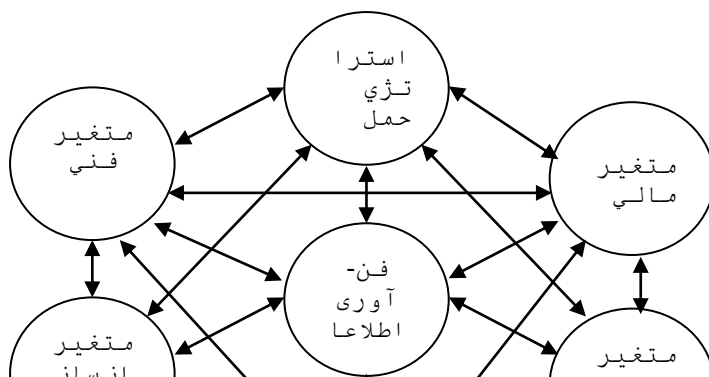 استرا
تژي
حمل
متغير
فني
متغير
مالي
فن-
آوری
اطلاعا
متغير
متغير